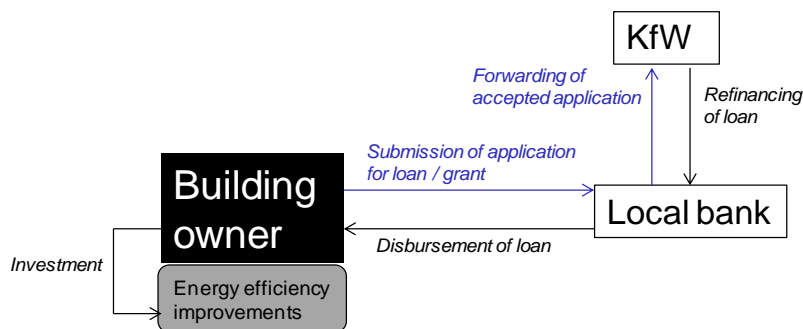 KfW
Forwarding of
accepted application
Refinancing
of loan
Submission of application
for loan / grant
Building
owner
Local bank
Disbursement of loan
Investment
Energy efficiency
improvements